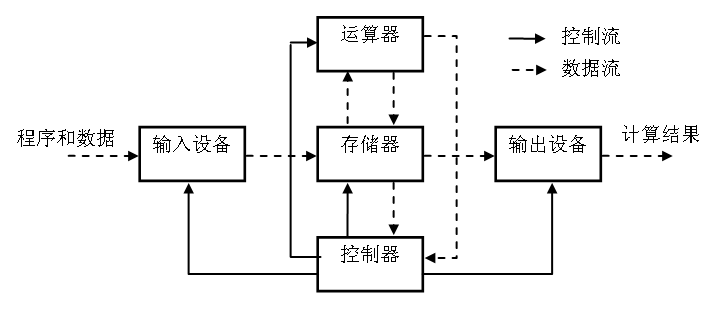 运算器
控制流
数据流
程序和数据
输入设备
存储器
输出设备
计算结果
控制器